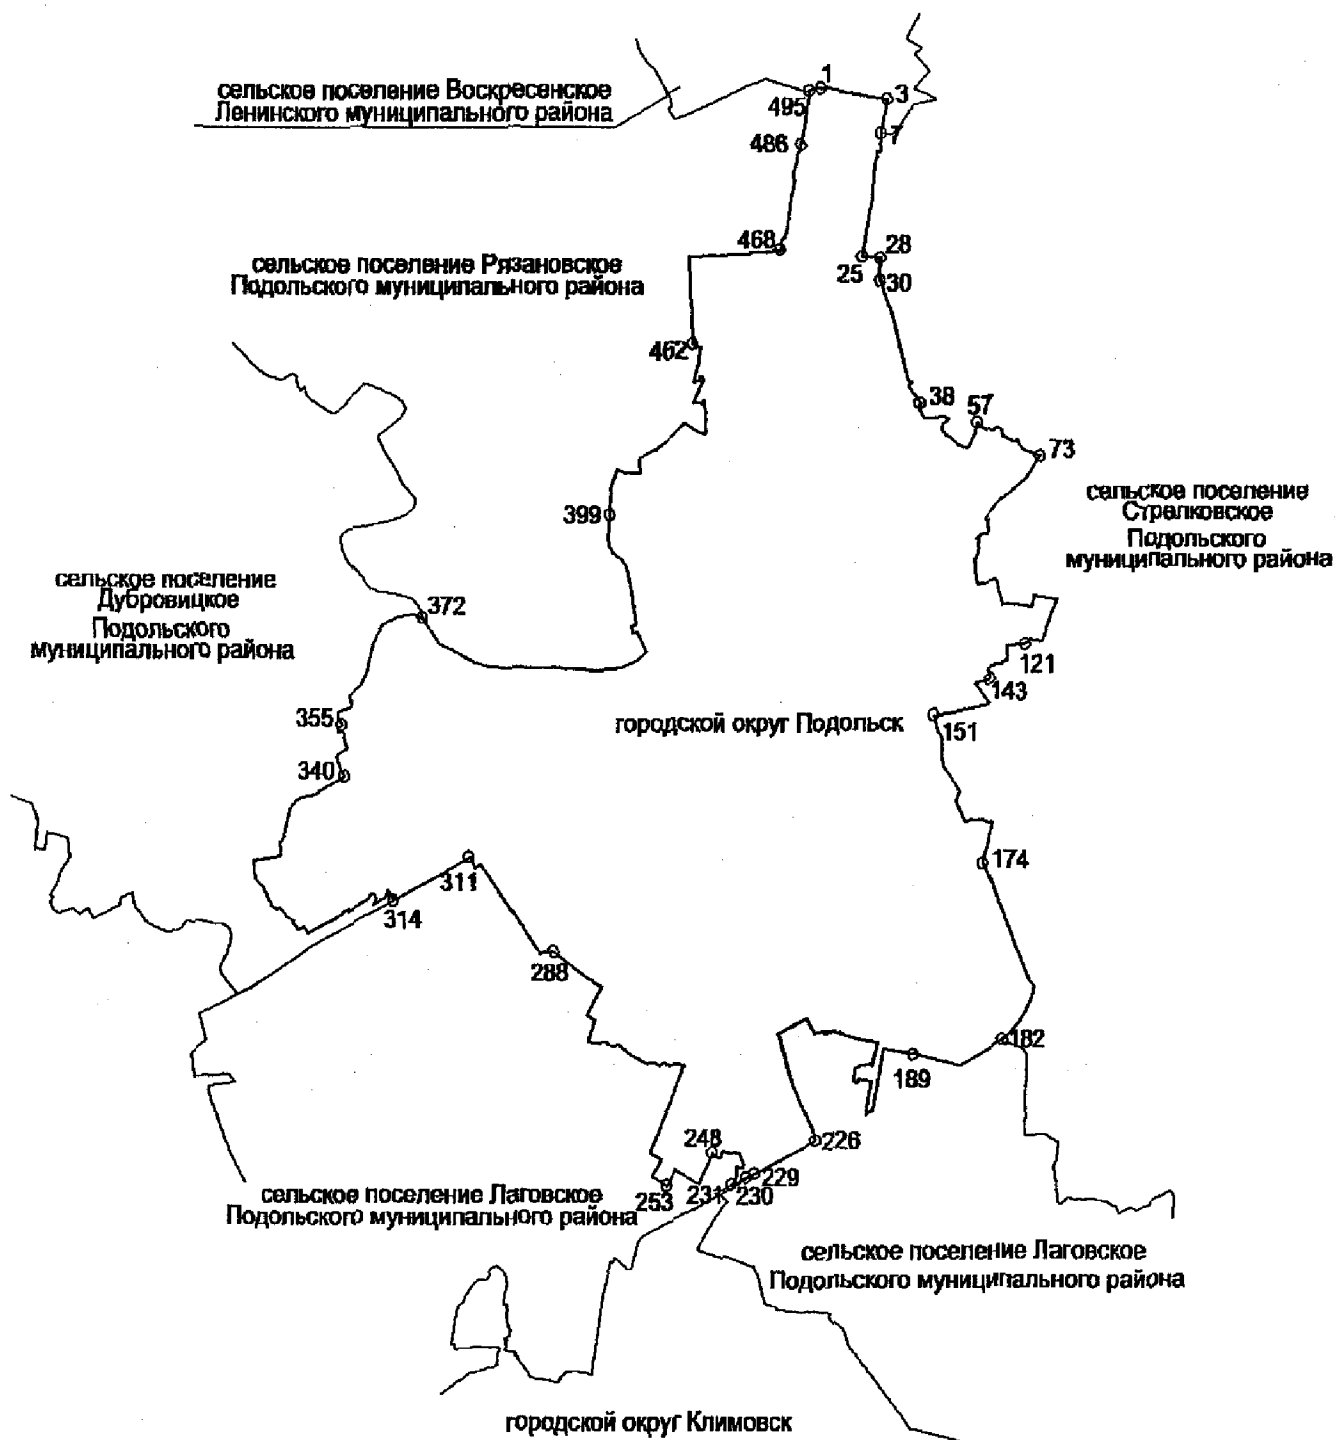 1
сельское поселение Воскресенское
Ленинского муниципального района
495
3
7
486
468
28
сельское поселение Рязановское
Подольского муниципального района
25
30
462
38
57
73
399
сельское поселение
Стрелковское
Подольского
муниципального района
сельское поселение
Дубровицкое
Подольского
муниципального района
372
121
143
355
городской округ Подольск
151
340
311
174
314
288
182
189
226
248
229
253
231
230
сельское поселение Лаговское
Подольского муниципального района
сельское поселение Лаговское
Подольского муниципального района
городской округ Климовск